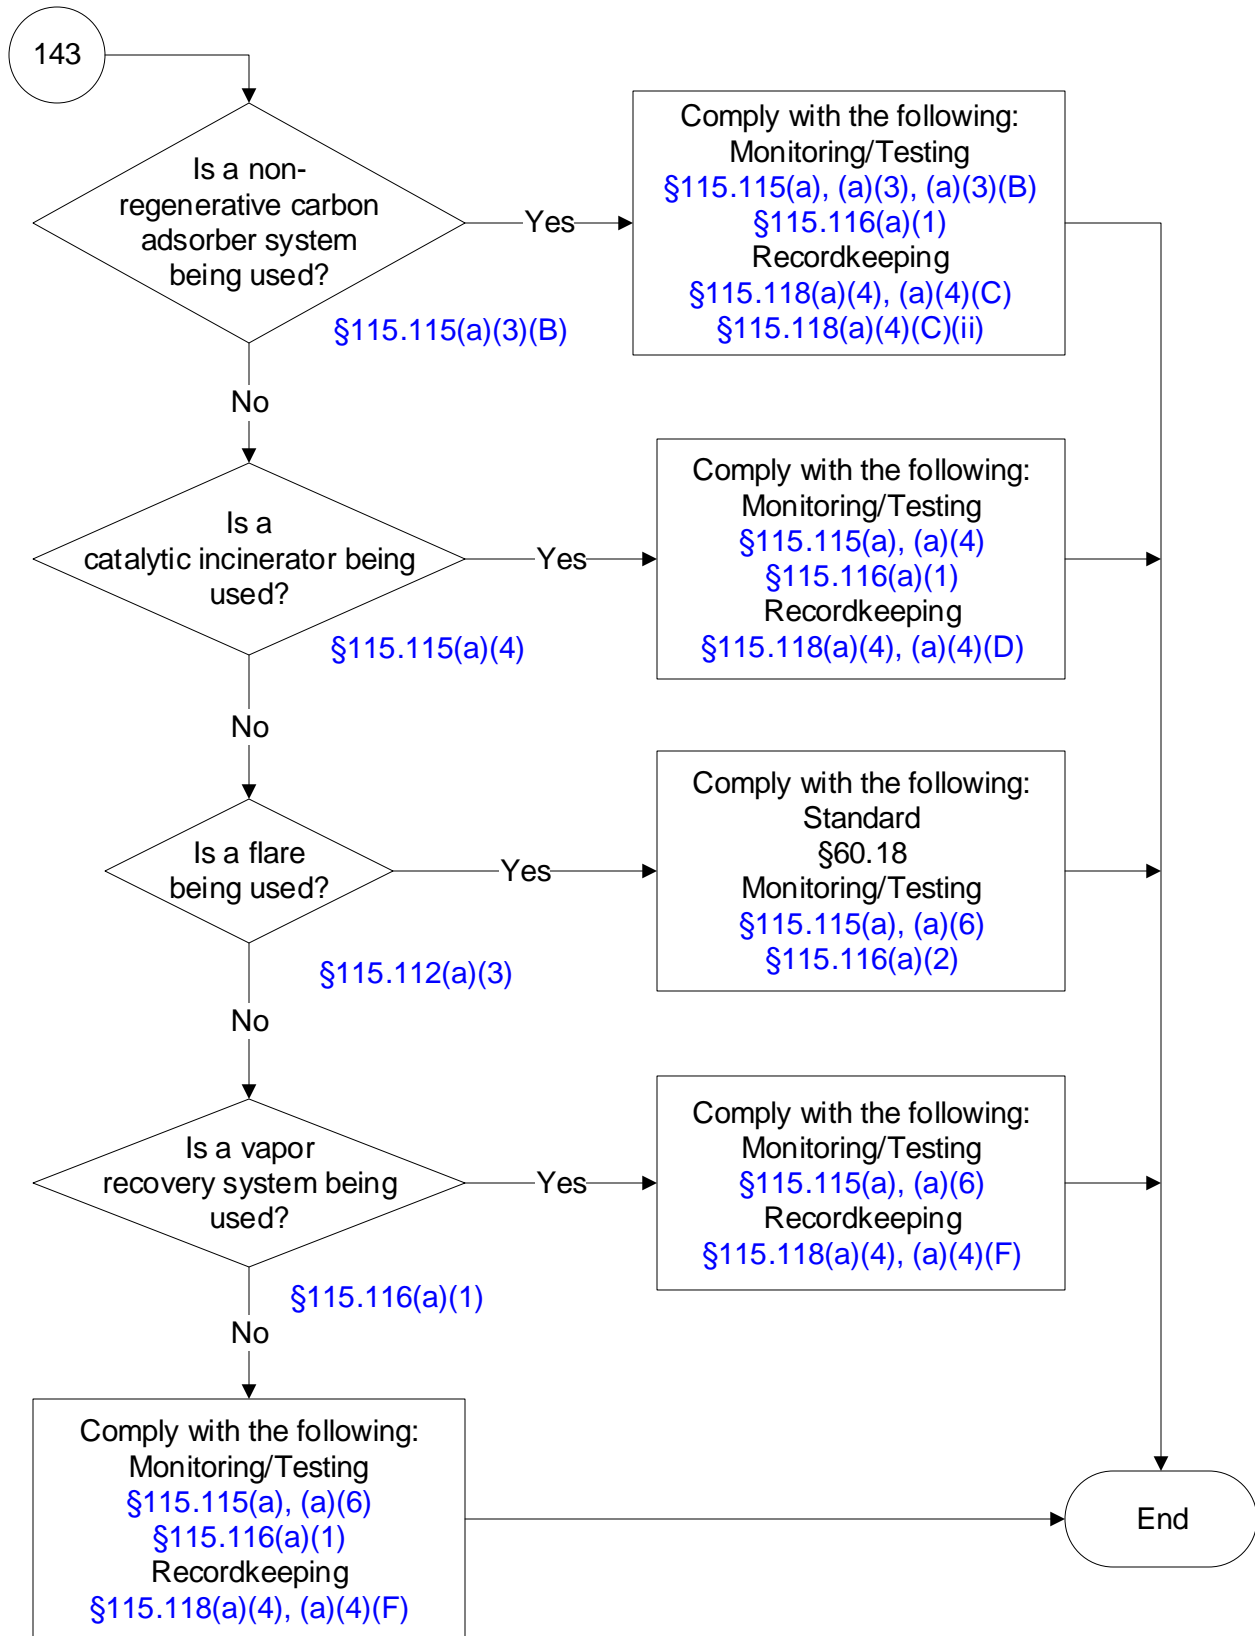 143
Is a non-
regenerative carbon
adsorber system
being used?
Yes
§115.115(a)(3)(B)
No
Comply with the following:
Monitoring/Testing
§115.115(a), (a)(3), (a)(3)(B)
§115.116(a)(1)
Recordkeeping
§115.118(a)(4), (a)(4)(C)
§115.118(a)(4)(C)(ii)
Is a
catalytic incinerator being
used?
Yes
§115.115(a)(4)
No
Comply with the following:
Monitoring/Testing
§115.115(a), (a)(4)
§115.116(a)(1)
Recordkeeping
§115.118(a)(4), (a)(4)(D)
Is a flare
being used?
Yes
§115.112(a)(3)
No
Comply with the following:
Standard
§60.18
Monitoring/Testing
§115.115(a), (a)(6)
§115.116(a)(2)
Is a vapor
recovery system being
used?
Yes
§115.116(a)(1)
No
Comply with the following:
Monitoring/Testing
§115.115(a), (a)(6)
Recordkeeping
§115.118(a)(4), (a)(4)(F)
Comply with the following:
Monitoring/Testing
§115.115(a), (a)(6)
§115.116(a)(1)
Recordkeeping
§115.118(a)(4), (a)(4)(F)
End